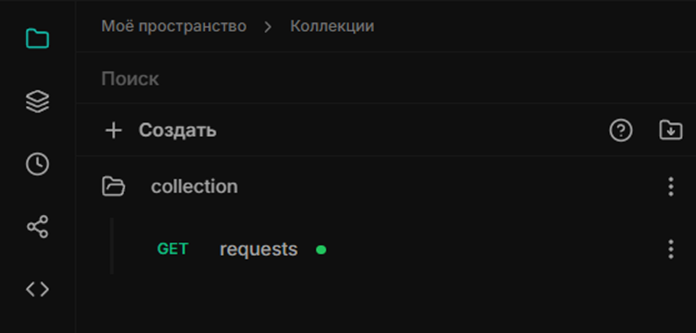 Моё пространство > Коллекции
Поиск
+ Создать
collection
GET requests